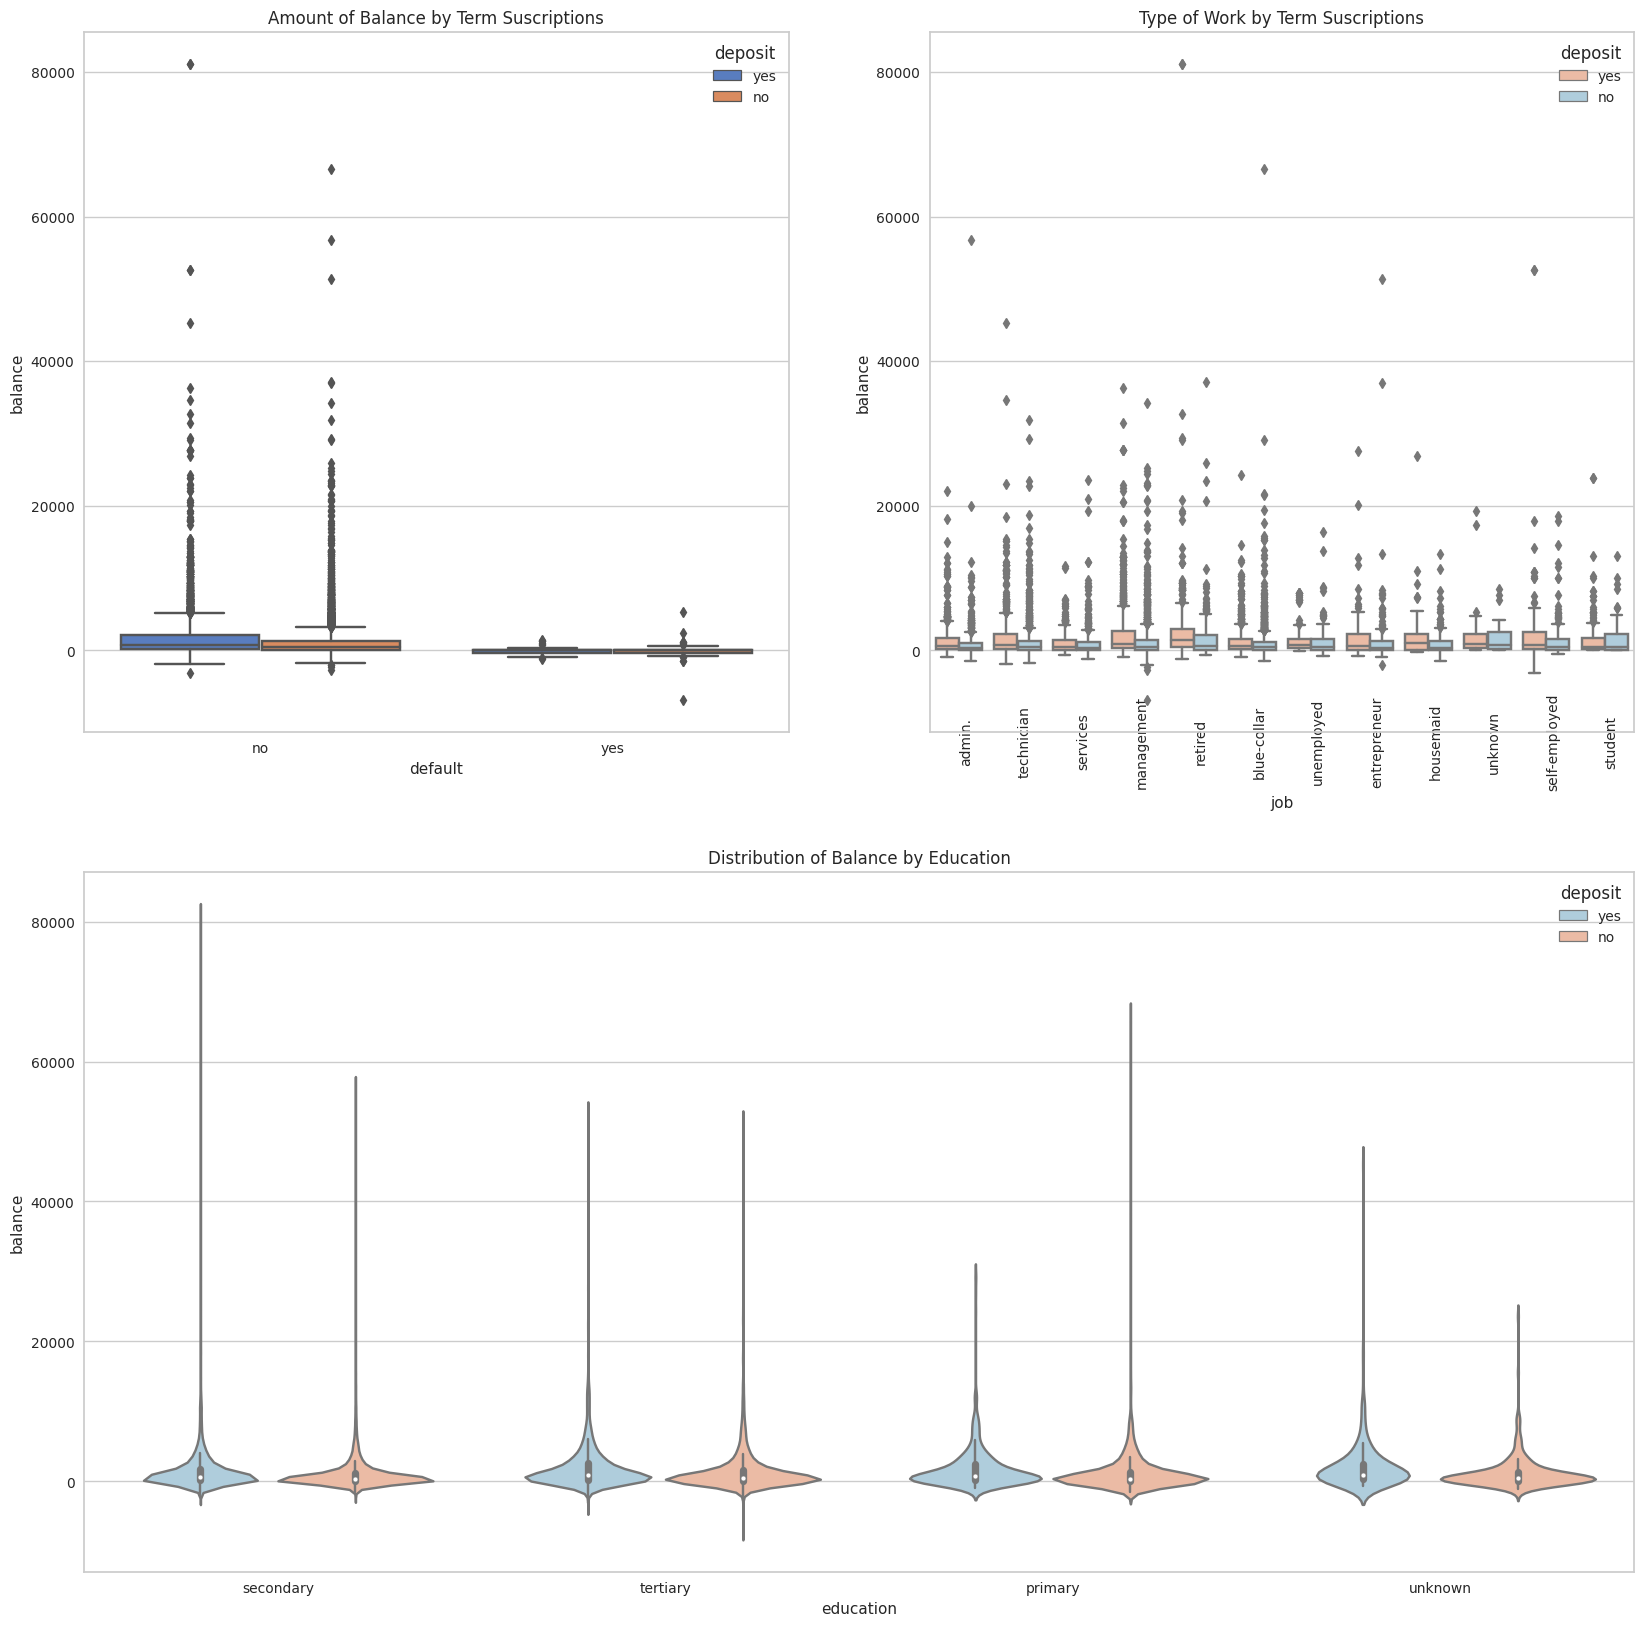 Amount of Balance by Term Suscriptions
deposit
yes
no
80000
60000
40000
20000
0
balance
no
yes
default
Type of Work by Term Suscriptions
deposit
yes
no
80000
60000
40000
20000
0
balance
admin.
technician
services
management
retired
blue-collar
unemployed
entrepreneur
housemaid
unknown
self-employed
student
job
Distribution of Balance by Education
deposit
yes
no
80000
60000
40000
20000
0
balance
secondary
tertiary
primary
unknown
education